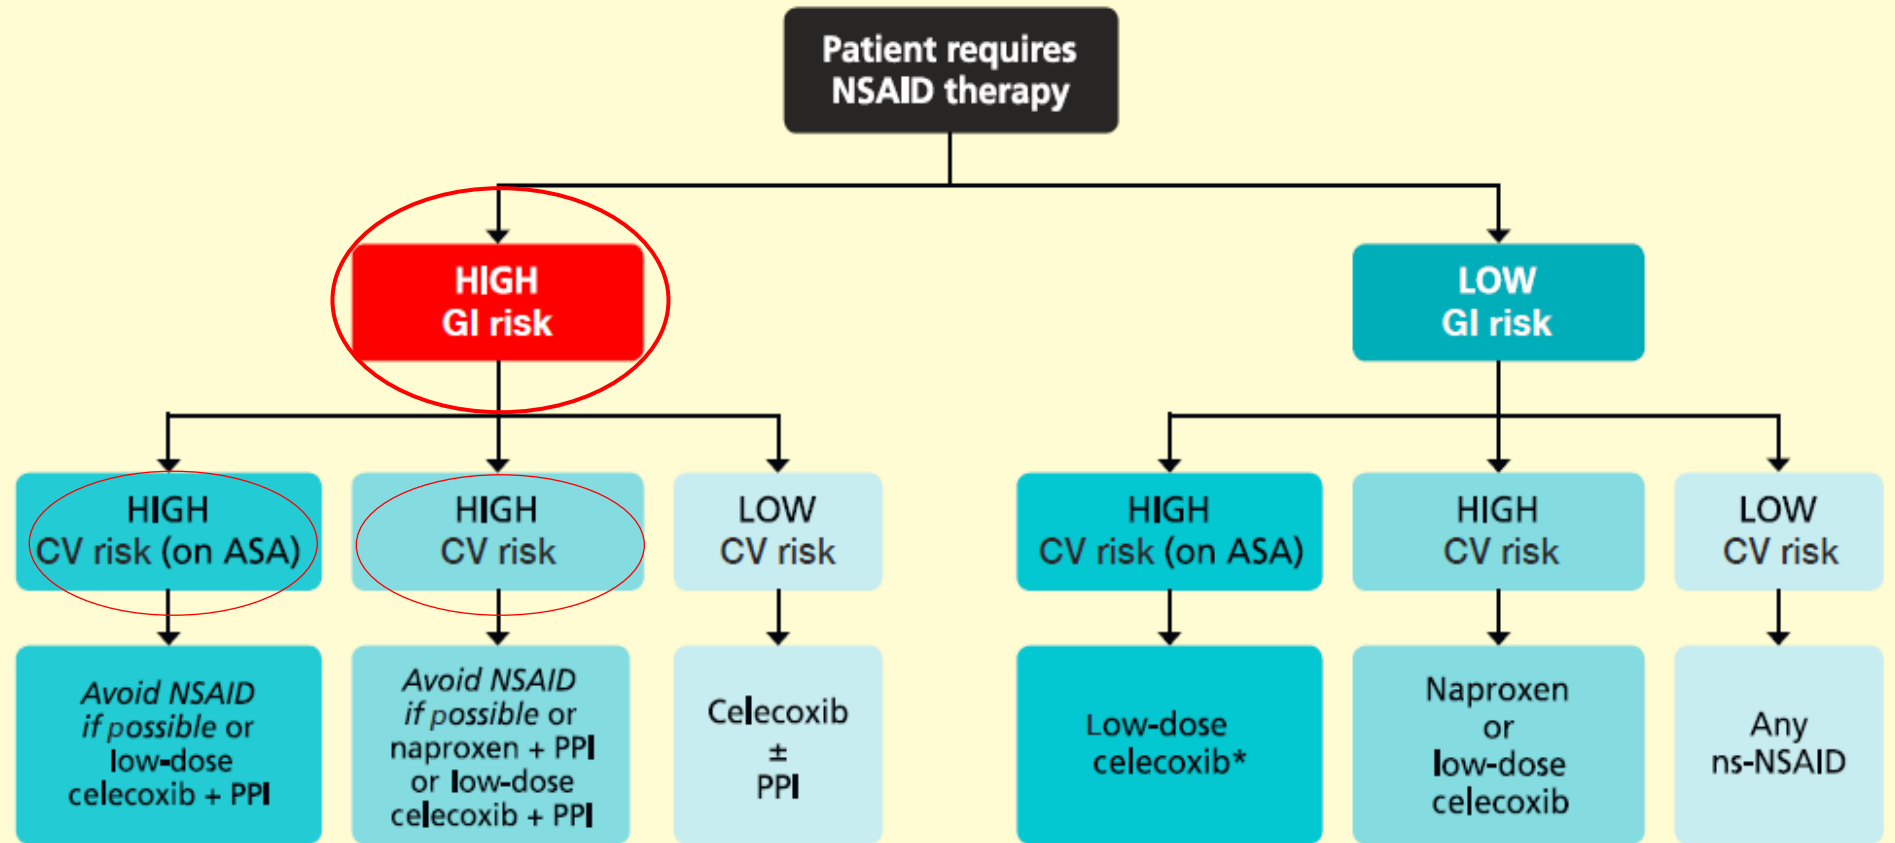 Patient requires
NSAID therapy
HIGH
GI risk
LOW
GI risk
HIGH
CV risk (on ASA)
HIGH
CV risk
LOW
CV risk
HIGH
CV risk (on ASA)
HIGH
CV risk
LOW
CV risk
Avoid NSAID
if possible or
low-dose
celecoxib + PPI
Avoid NSAID
if possible or
naproxen + PPI
or low-dose
celecoxib + PPI
Celecoxib
±
PPI
Low-dose
celecoxib*
Naproxen
or
low-dose
celecoxib
Any
ns-NSAID